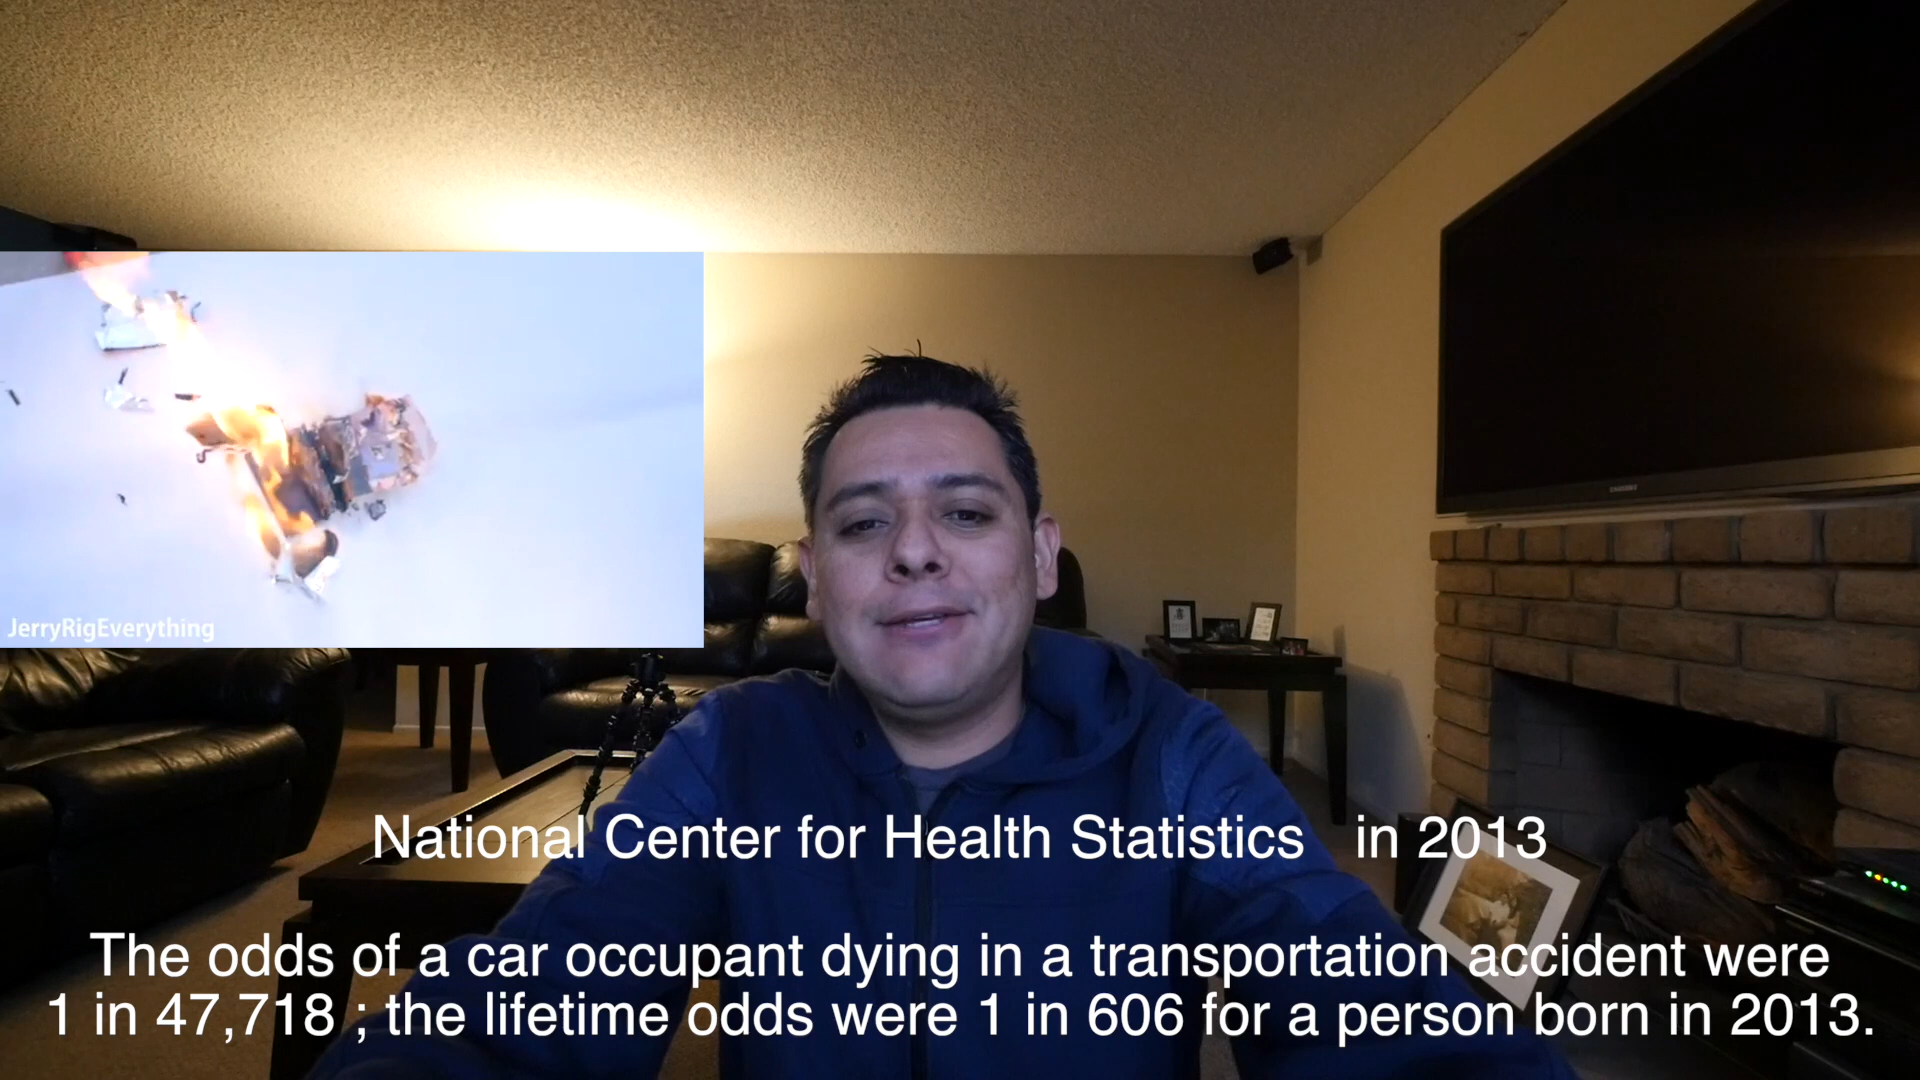 JerryRigEverything
SAMSUNG
National Center for Health Statistics in 2013
The odds of a car occupant dying in a transportation accident were
1 in 47,718 ; the lifetime odds were 1 in 606 for a person born in 2013.